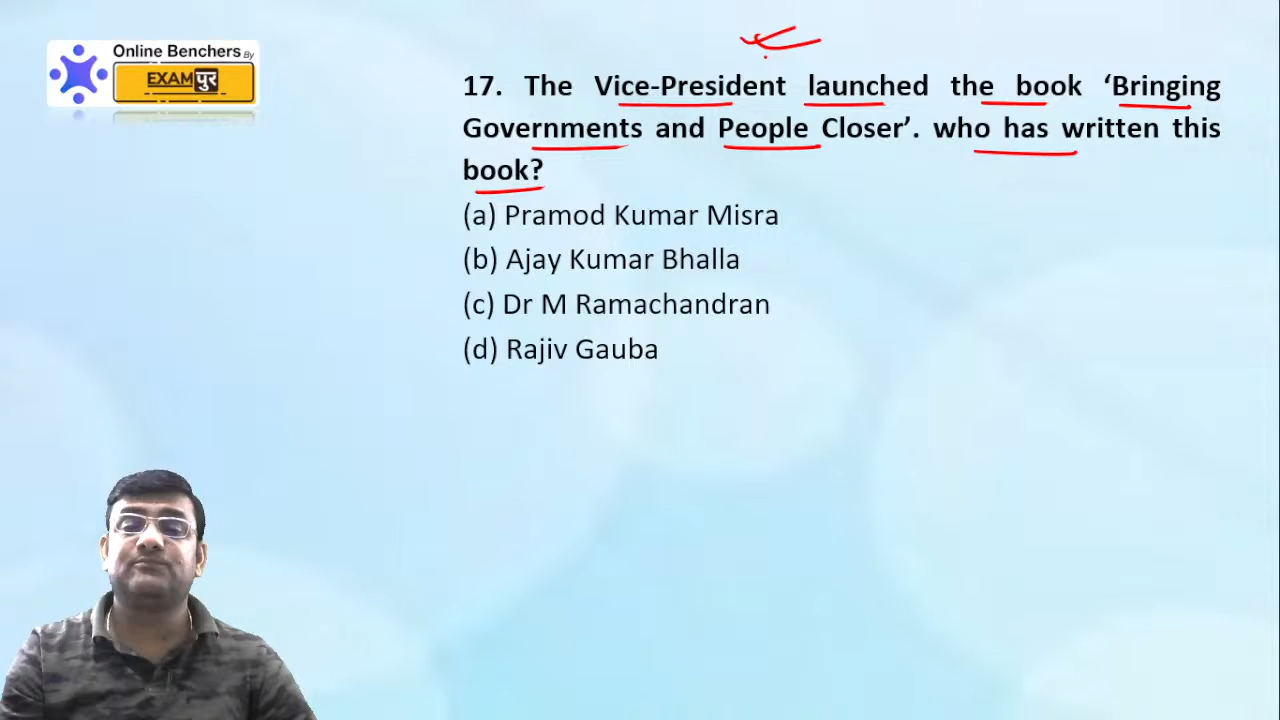 Online Benchers By
EXAMपुर
17. The Vice-President launched the book ‘Bringing
Governments and People Closer’. who has written this
book?
(a) Pramod Kumar Misra
(b) Ajay Kumar Bhalla
(c) Dr M Ramachandran
(d) Rajiv Gauba